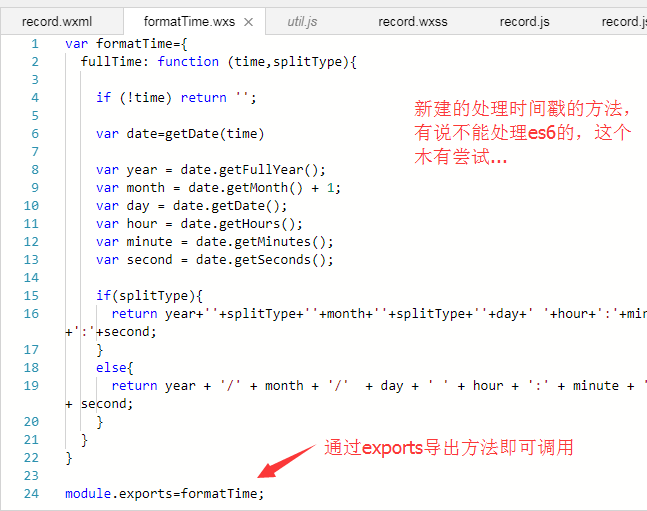 record.wxml formatTime.wxs util.js record.wxss record.js record.js
1 var formatTime={
2 fullTime: function (time,splitType){
3
4 if (!time) return '';
5
6 var date=getDate(time)
7
8 var year = date.getFullYear();
9 var month = date.getMonth() + 1;
10 var day = date.getDate();
11 var hour = date.getHours();
12 var minute = date.getMinutes();
13 var second = date.getSeconds();
14
15 if(splitType){
16 return year+''+splitType+''+month+''+splitType+''+day+' '+hour+':'+min
+':'+second;
17 }
18 else{
19 return year + '/' + month + '/' + day + ' ' + hour + ':' + minute + '
+ second;
20 }
21 }
22 }
23
24 module.exports=formatTime;
新建的处理时间戳的方法，
有说不能处理es6的，这个
木有尝试...
通过exports导出方法即可调用